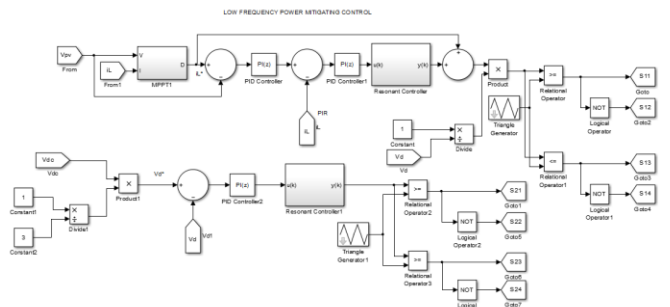 LOW FREQUENCY POWER MITIGATING CONTROL
Vpv
From
iL
From1
V
I
D
MPPT1
iL*
PI(z)
PID Controller
PIR
iL
iL
PI(z)
PID Controller1
u(k)
y(k)
Resonant Controller
Product
1
Constant
Vd
Vd
Divide
Triangle
Generator
>=
Relational
Operator
NOT
Logical
Operator
S11
Goto
S12
Goto2
<=
Relational
Operator1
NOT
Logical
Operator1
S13
Goto3
S14
Goto4
Vdc
Vdc
1
Constant1
3
Constant2
Divide1
Product1
Vd*
Vd
Vd1
PI(z)
PID Controller2
u(k)
y(k)
Resonant Controller1
Triangle
Generator1
>=
Relational
Operator2
NOT
Logical
Operator2
S21
Goto1
S22
Goto5
Relational
Operator3
NOT
Logical
S23
Goto6
S24
Goto7